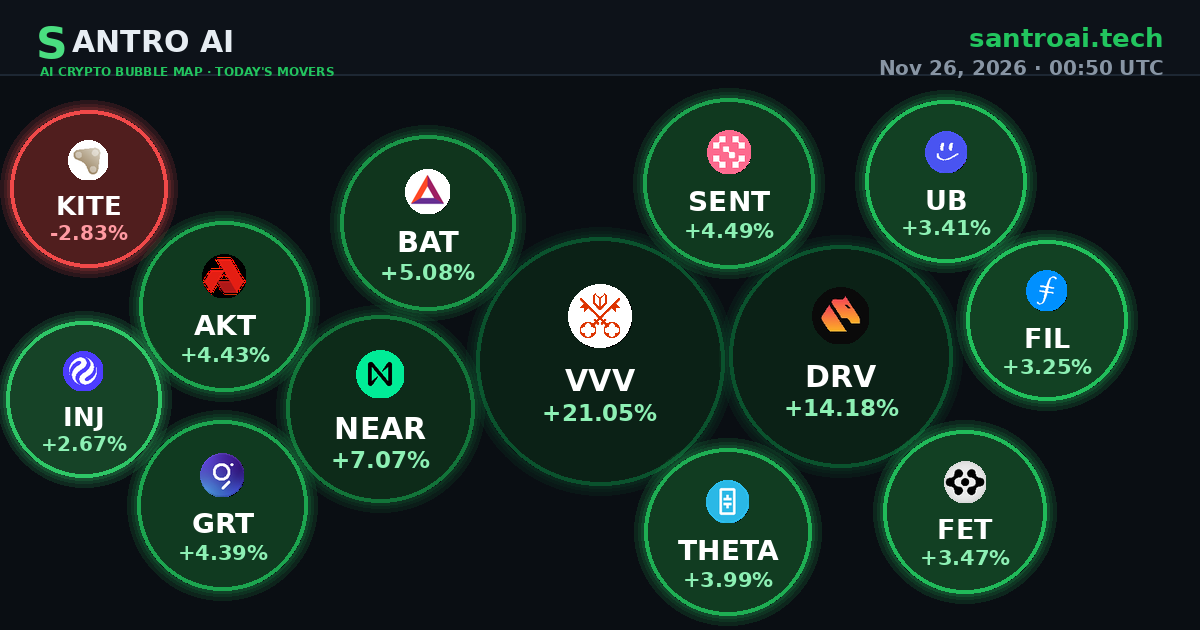 SANTRO AI
AI CRYPTO BUBBLE MAP · TODAY'S MOVERS
santroai.tech
Nov 26, 2026 · 00:50 UTC
KITE
-2.83%
AKT
+4.43%
BAT
+5.08%
SENT
+4.49%
UB
+3.41%
INJ
+2.67%
NEAR
+7.07%
VVV
+21.05%
DRV
+14.18%
FIL
+3.25%
GRT
+4.39%
THETA
+3.99%
FET
+3.47%